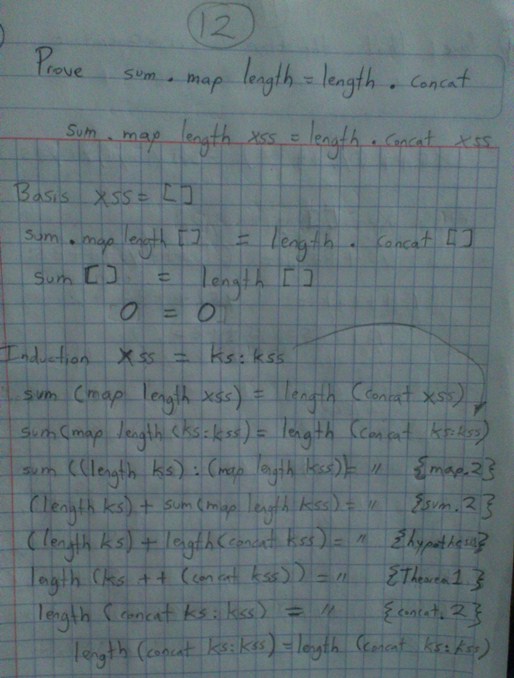 12
Prove sum . map length = length . concat
sum . map length xss = length . concat xss
Basis xss = []
sum . map length [] = length . concat []
sum [] = length []
0 = 0
Induction xss = ks:kss
sum (map length xss) = length (concat xss)
sum(map length (ks:kss) = length (concat ks:kss)
sum ((length ks) : (map legth kss)) = " {map.2}
(length ks) + sum(map length kss) = " {sum.2}
(length ks) + legth(concat kss) = " {hypothesis}
legth (ks ++ (concat kss)) = " {Theorea 1.}
length (concat ks:kss) = " {concat.2}
length (concat ks:kss) = length (concat ks:kss)